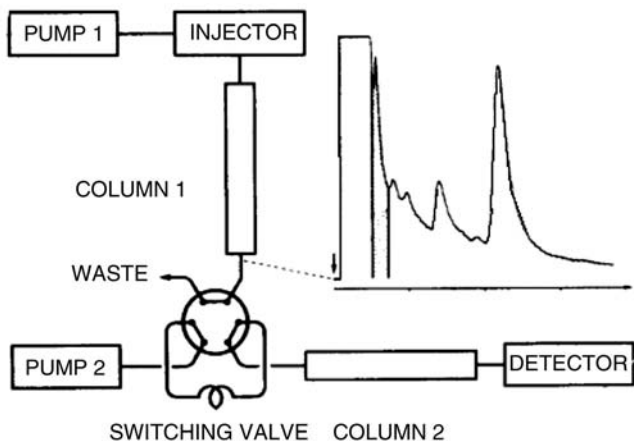 PUMP 1
INJECTOR
COLUMN 1
WASTE
PUMP 2
DETECTOR
SWITCHING VALVE
COLUMN 2